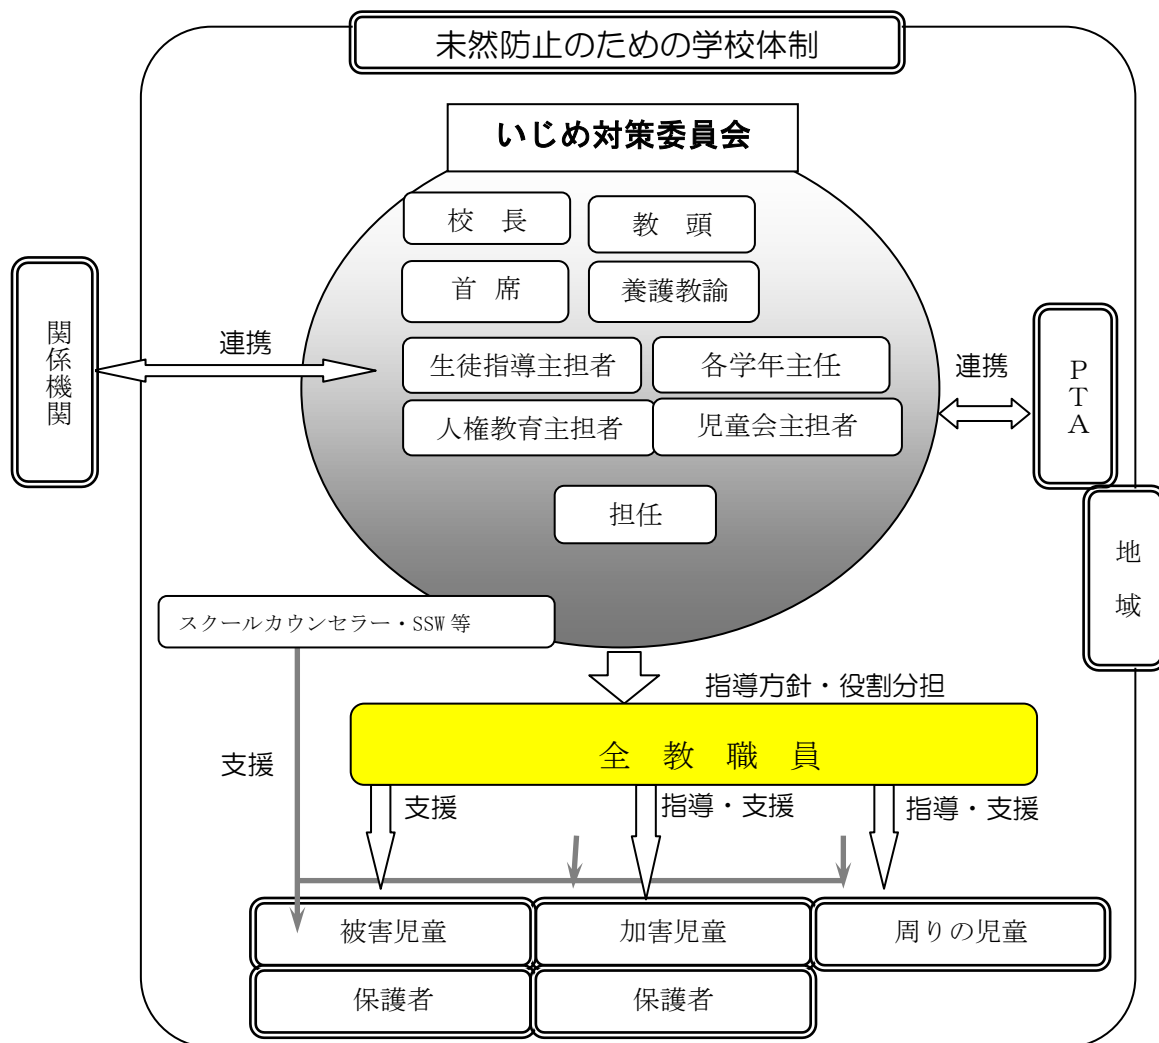 未然防止のための学校体制
いじめ対策委員会
校 長
教 頭
首 席
養護教諭
関係機関
連携
生徒指導主担者
各学年主任
連携
PTA
人権教育主担者
児童会主担者
担任
地域
スクールカウンセラー・SSW 等
指導方針・役割分担
全 教 職 員
支援
支援
指導・支援
指導・支援
被害児童
加害児童
周りの児童
保護者
保護者